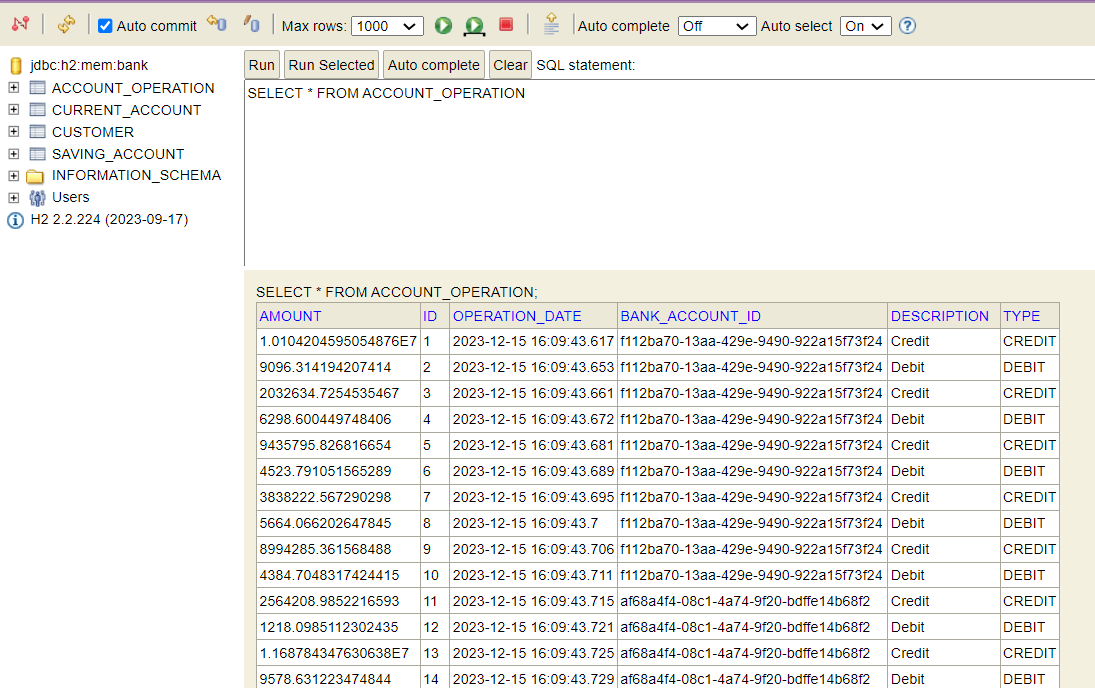 Auto commit Max rows: 1000 Auto complete Off Auto select On ?
jdbc:h2:mem:bank
ACCOUNT_OPERATION
CURRENT_ACCOUNT
CUSTOMER
SAVING_ACCOUNT
INFORMATION_SCHEMA
Users
H2 2.2.224 (2023-09-17)
Run Run Selected Auto complete Clear SQL statement:
SELECT * FROM ACCOUNT_OPERATION
SELECT * FROM ACCOUNT_OPERATION;
AMOUNT ID OPERATION_DATE BANK_ACCOUNT_ID DESCRIPTION TYPE
1.0104204595054876E7 1 2023-12-15 16:09:43.617 f112ba70-13aa-429e-9490-922a15f73f24 Credit CREDIT
9096.314194207414 2 2023-12-15 16:09:43.653 f112ba70-13aa-429e-9490-922a15f73f24 Debit DEBIT
2032634.7254535467 3 2023-12-15 16:09:43.661 f112ba70-13aa-429e-9490-922a15f73f24 Credit CREDIT
6298.600449748406 4 2023-12-15 16:09:43.672 f112ba70-13aa-429e-9490-922a15f73f24 Debit DEBIT
9435795.826816654 5 2023-12-15 16:09:43.681 f112ba70-13aa-429e-9490-922a15f73f24 Credit CREDIT
4523.791051565289 6 2023-12-15 16:09:43.689 f112ba70-13aa-429e-9490-922a15f73f24 Debit DEBIT
3838222.567290298 7 2023-12-15 16:09:43.695 f112ba70-13aa-429e-9490-922a15f73f24 Credit CREDIT
5664.066202647845 8 2023-12-15 16:09:43.7 f112ba70-13aa-429e-9490-922a15f73f24 Debit DEBIT
8994285.361568488 9 2023-12-15 16:09:43.706 f112ba70-13aa-429e-9490-922a15f73f24 Credit CREDIT
4384.7048317424415 10 2023-12-15 16:09:43.711 f112ba70-13aa-429e-9490-922a15f73f24 Debit DEBIT
2564208.9852216593 11 2023-12-15 16:09:43.715 af68a4f4-08c1-4a74-9f20-bdffe14b68f2 Credit CREDIT
1218.0985112302435 12 2023-12-15 16:09:43.721 af68a4f4-08c1-4a74-9f20-bdffe14b68f2 Debit DEBIT
1.168784347630638E7 13 2023-12-15 16:09:43.725 af68a4f4-08c1-4a74-9f20-bdffe14b68f2 Credit CREDIT
9578.631223474844 14 2023-12-15 16:09:43.729 af68a4f4-08c1-4a74-9f20-bdffe14b68f2 Debit DEBIT